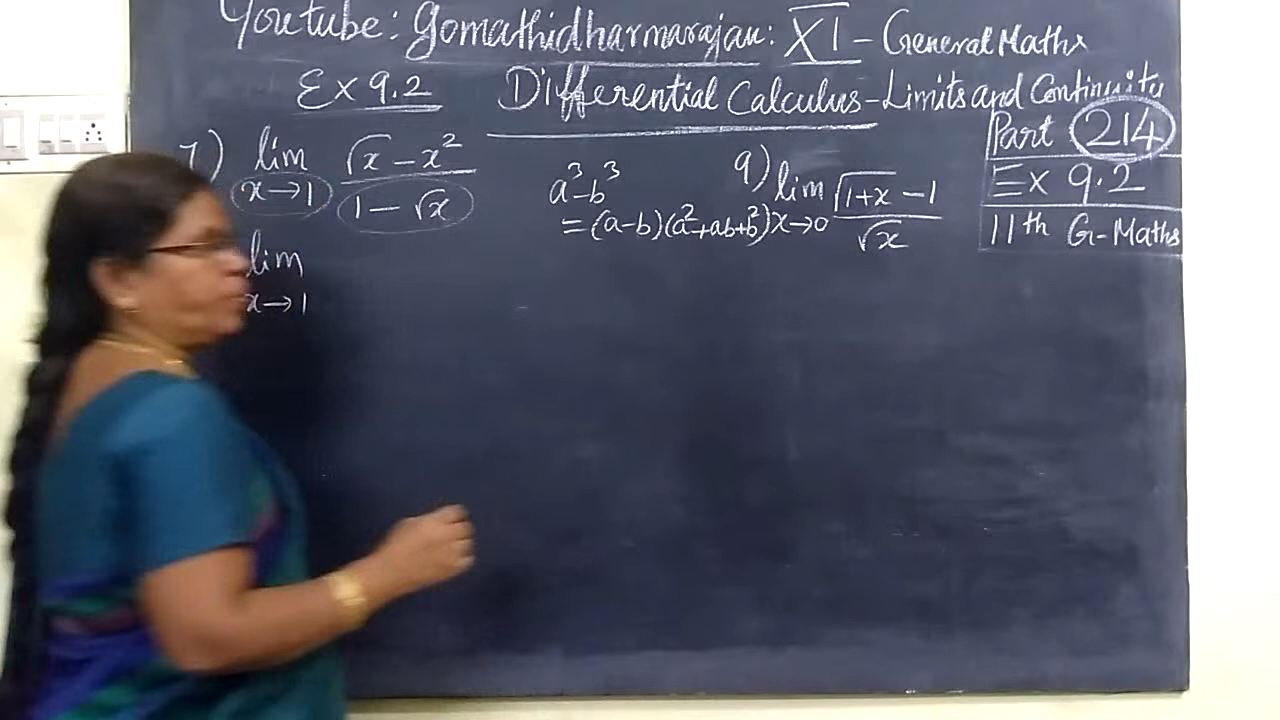 Youtube: Gomathidharmarajan: XI - General Maths
Ex 9.2 Differential Calculus - Limits and Continuity
Part 214
Ex 9.2
11th G-Maths
7) lim x→1 (√x - x²)/(1 - √x)
lim x→1
a³-b³
=(a-b)(a²+ab+b²)
9) lim x→0 (√(1+x) - 1)/√x